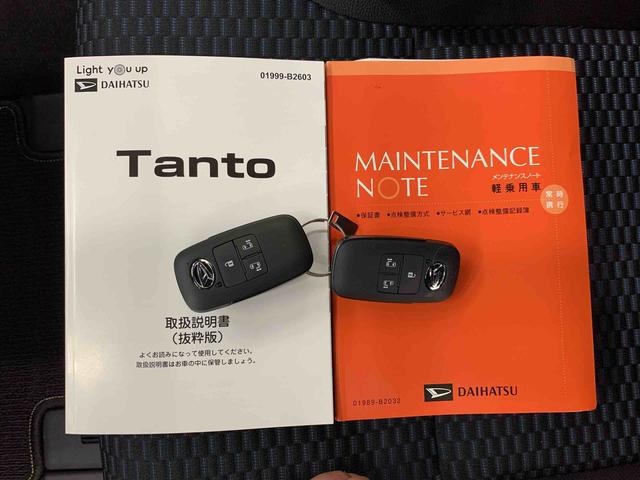 Light you up
DAIHATSU
01999-B2603
Tanto
取扱説明書
（抜粋版）
よくお読みになって使用してください。
取扱説明書はお車の中に保管しましょう。
MAINTENANCE
NOTE
メンテナンスノート
軽乗用車
常時
携行
●保証書 ●点検整備方式 ●サービス網 ●点検整備記録簿
DAIHATSU
01989-B2032